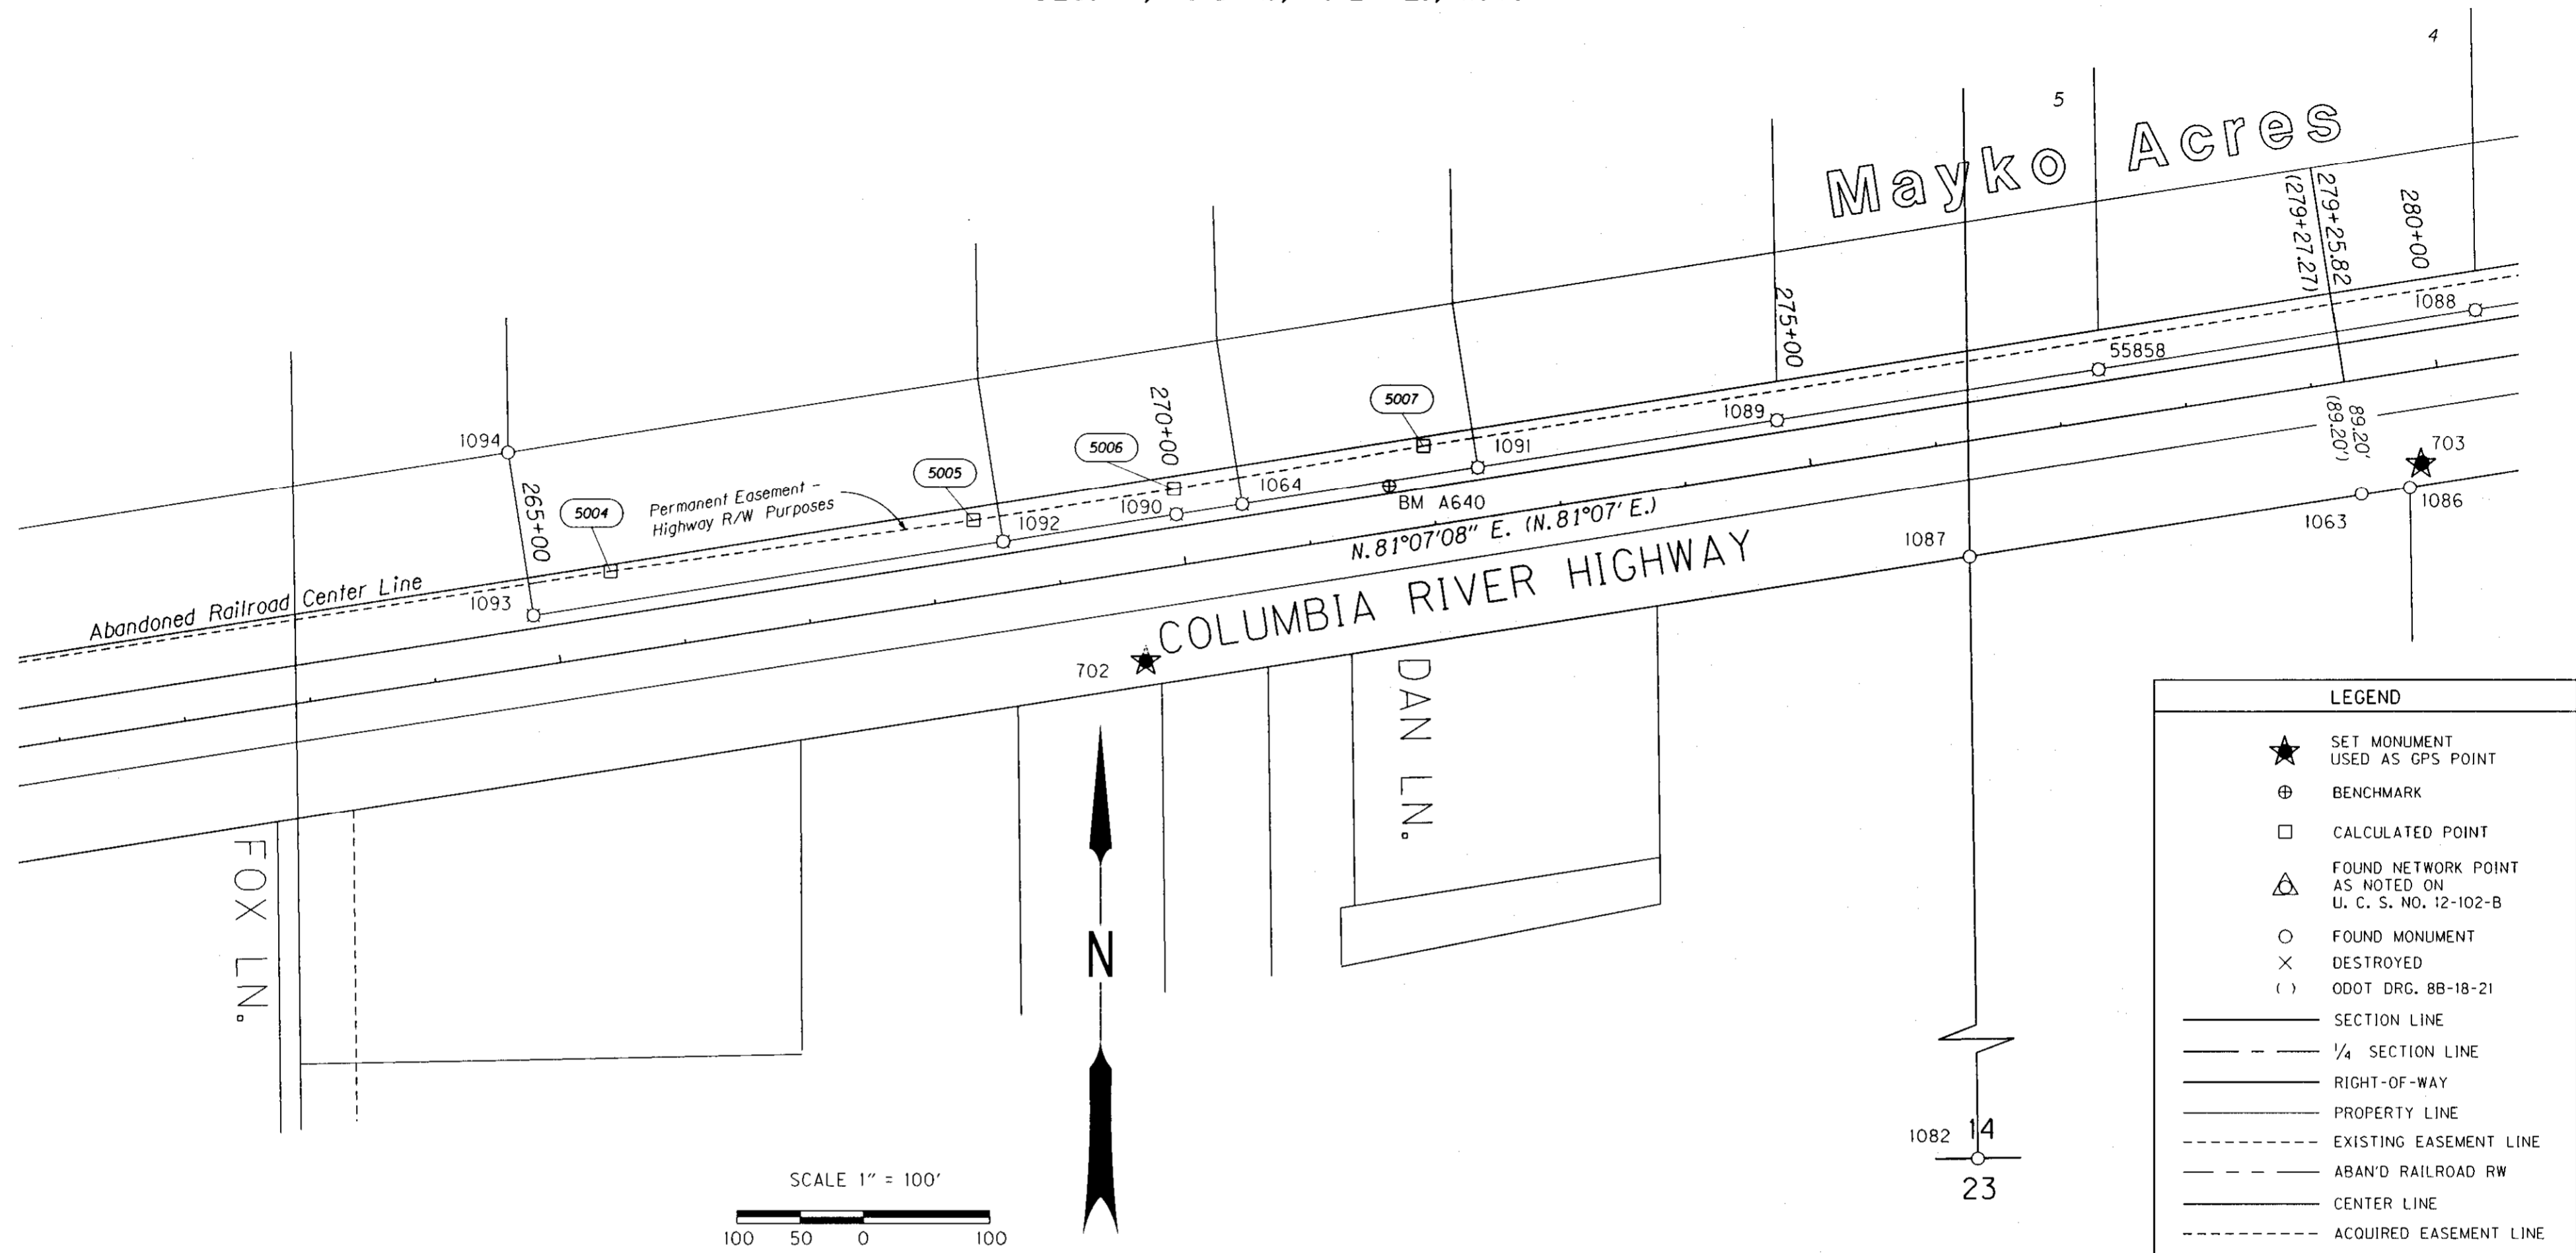 4
5
Mayko Acres
279+25.82
(279+27.27)
280+00
1088
275+00
55858
5007
1089
270+00
1094
5006
1091
89.20'
(89.20')
703
5005
1064
265+00
Permanent Easement -
Highway R/W Purposes
5004
1090
BM A640
1092
1086
1063
N. 81°07'08" E. (N. 81°07' E.)
1087
Abandoned Railroad Center Line
1093
COLUMBIA RIVER HIGHWAY
702
DAN LN.
FOX LN.
N
1082
14
23
SCALE 1" = 100'
100 50 0 100
LEGEND
SET MONUMENT
USED AS GPS POINT
BENCHMARK
CALCULATED POINT
FOUND NETWORK POINT
AS NOTED ON
U. C. S. NO. 12-102-B
FOUND MONUMENT
DESTROYED
( ) ODOT DRG. 8B-18-21
SECTION LINE
1/4 SECTION LINE
RIGHT-OF-WAY
PROPERTY LINE
EXISTING EASEMENT LINE
ABAN'D RAILROAD RW
CENTER LINE
ACQUIRED EASEMENT LINE